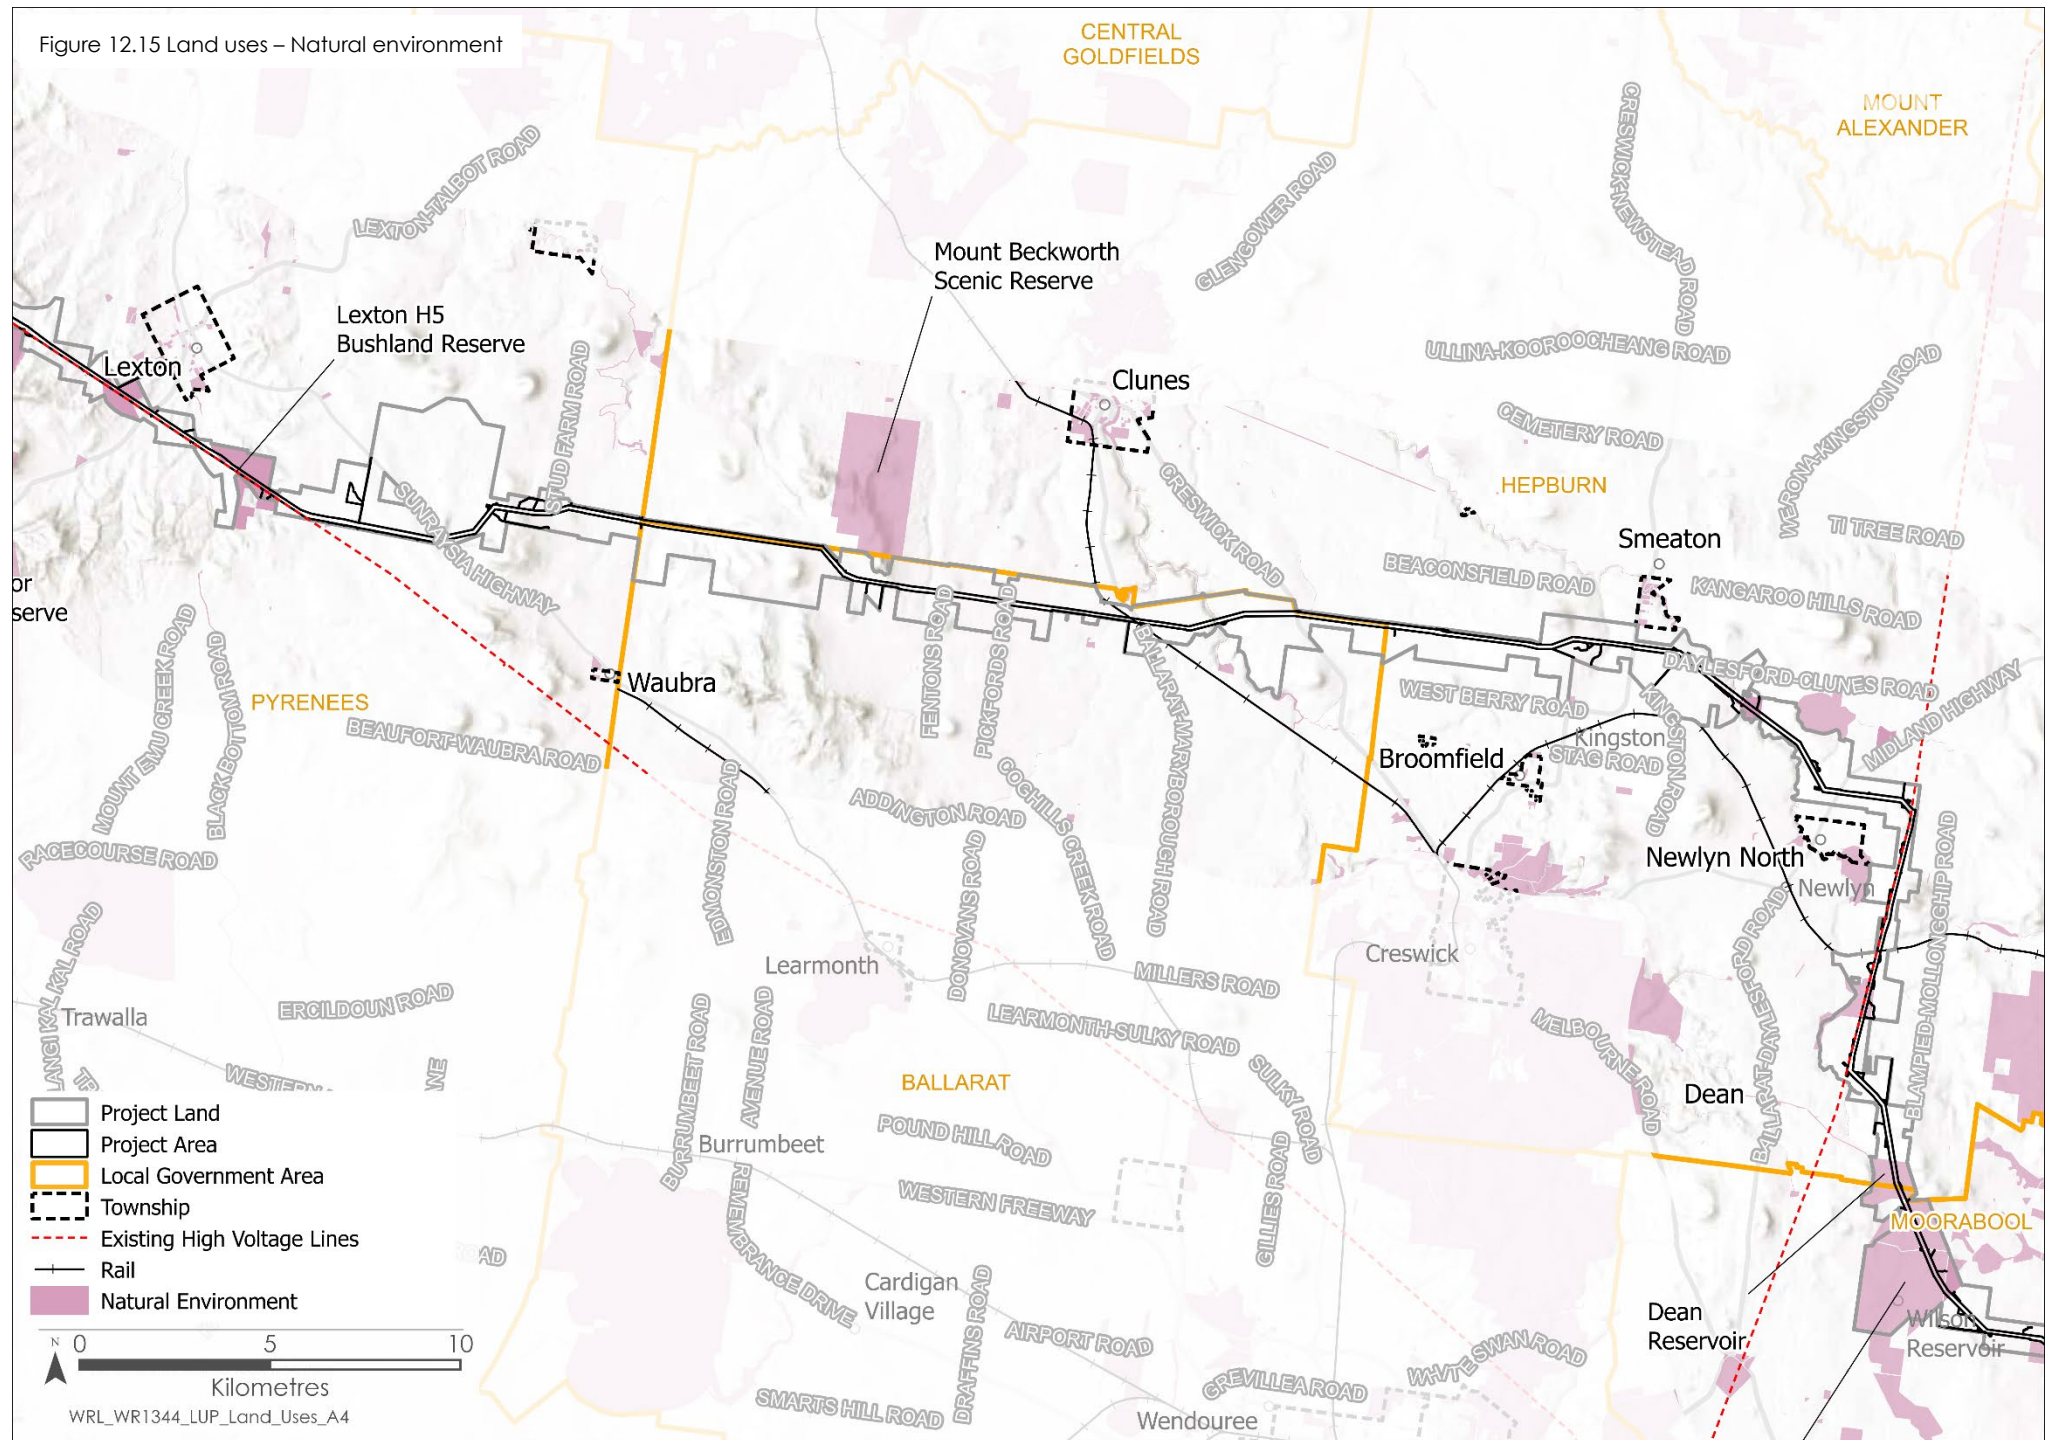 Figure 12.15 Land uses – Natural environment
CENTRAL
GOLDFIELDS
MOUNT
ALEXANDER
CRESWICK-NEWSTEAD ROAD
LEXTON-TALBOT ROAD
GLENGOWER ROAD
Mount Beckworth
Scenic Reserve
Lexton H5
Bushland Reserve
Lexton
STUD FARM ROAD
Clunes
ULLINA-KOOROOCHEANG ROAD
WERONA-KINGSTON ROAD
CEMETERY ROAD
HEPBURN
SUNRAYSIA HIGHWAY
CRESWICK ROAD
TI TREE ROAD
Smeaton
BEACONSFIELD ROAD
KANGAROO HILLS ROAD
or
serve
MOUNT EMU CREEK ROAD
BLACK BOTTOM ROAD
FENTONS ROAD
PICKFORDS ROAD
BALLARAT-MARYBOROUGH ROAD
DAYLESFORD-CLUNES ROAD
MIDLAND HIGHWAY
Waubra
PYRENEES
WEST BERRY ROAD
KINGSTON ROAD
Kingston
BEAUFORT-WAUBRA ROAD
Broomfield
STAG ROAD
EDMONSTON ROAD
ADDINGTON ROAD
COGHILLS CREEK ROAD
RACECOURSE ROAD
DONOVANS ROAD
Newlyn North
Newlyn
BLAMPIED-MOLLONGGHIP ROAD
LANGI KAL KAL ROAD
Learmonth
MILLERS ROAD
Creswick
BALLARAT-DAYLESFORD ROAD
ERCILDOUN ROAD
Trawalla
LEARMONTH-SULKY ROAD
MELBOURNE ROAD
BURRUMBEET ROAD
AVENUE ROAD
SULKY ROAD
WESTERN
NE
BALLARAT
Dean
Project Land
Project Area
Local Government Area
Township
Existing High Voltage Lines
Rail
Natural Environment
Burrumbeet
POUND HILL ROAD
REMEMBRANCE DRIVE
WESTERN FREEWAY
GILLIES ROAD
MOORABOOL
OAD
Cardigan
Village
DRAFFINS ROAD
AIRPORT ROAD
Dean
Reservoir
Wilson
Reservoir
WHYTE SWAN ROAD
GREVILLEA ROAD
SMARTS HILL ROAD
Wendouree
N
0 5 10
Kilometres
WRL_WR1344_LUP_Land_Uses_A4